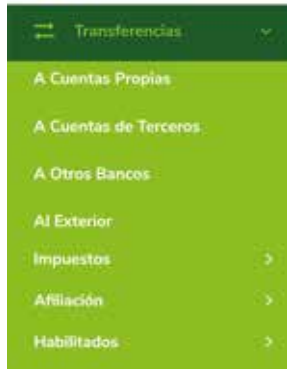 Transferencias
A Cuentas Propias
A Cuentas de Terceros
A Otros Bancos
Al Exterior
Impuestos
Afiliación
Habilitados